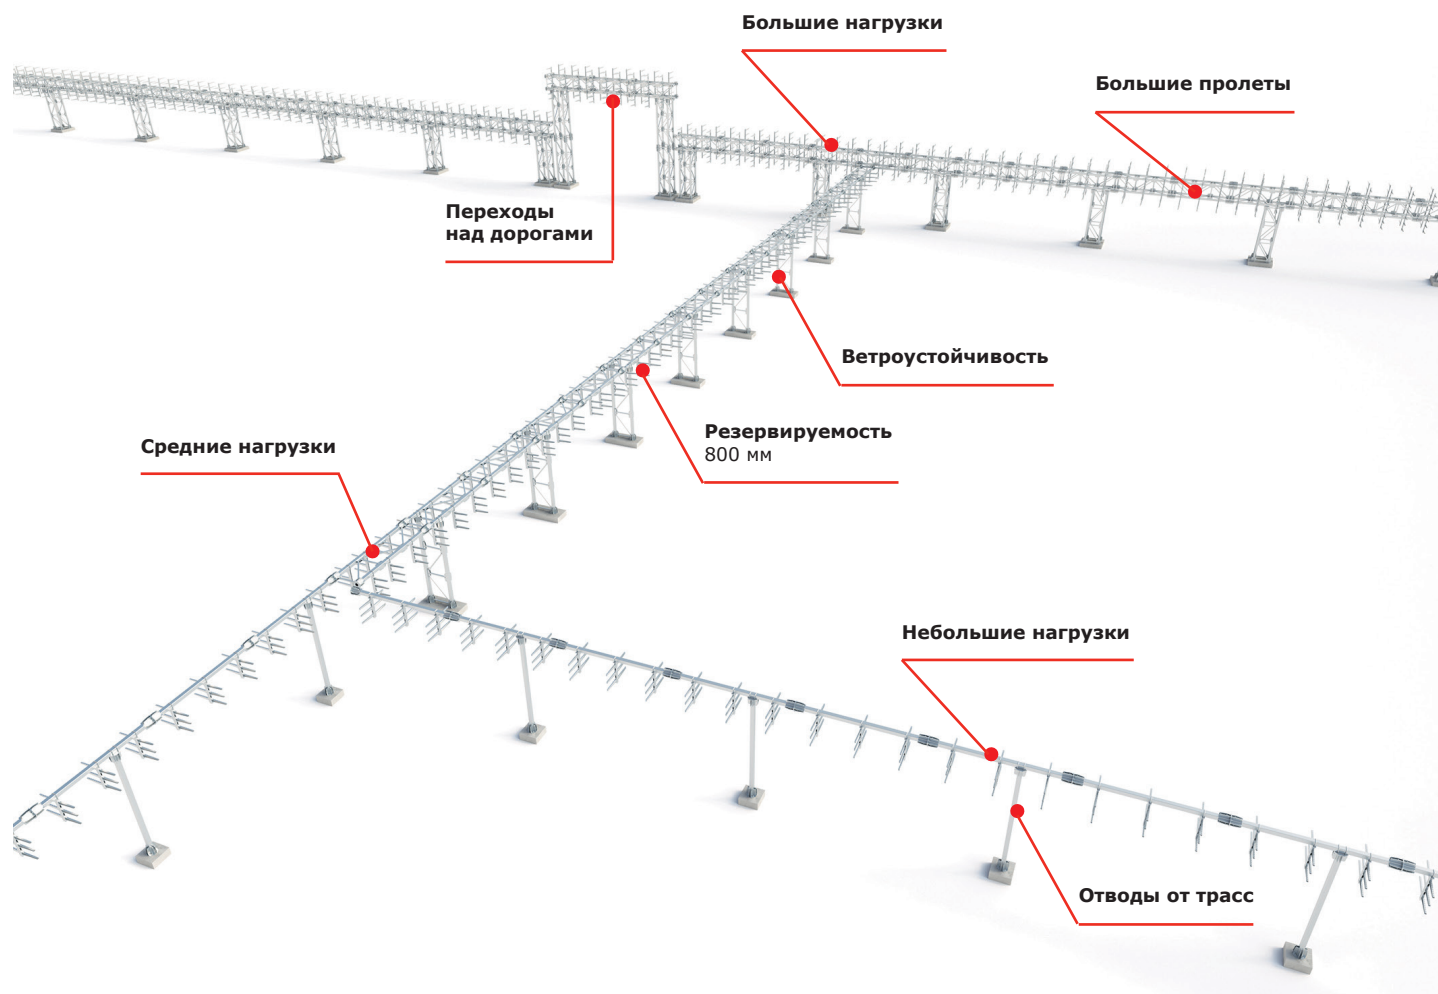 Большие нагрузки
Большие пролеты
Переходы
над дорогами
Ветроустойчивость
Резервируемость
800 мм
Средние нагрузки
Небольшие нагрузки
Отводы от трасс